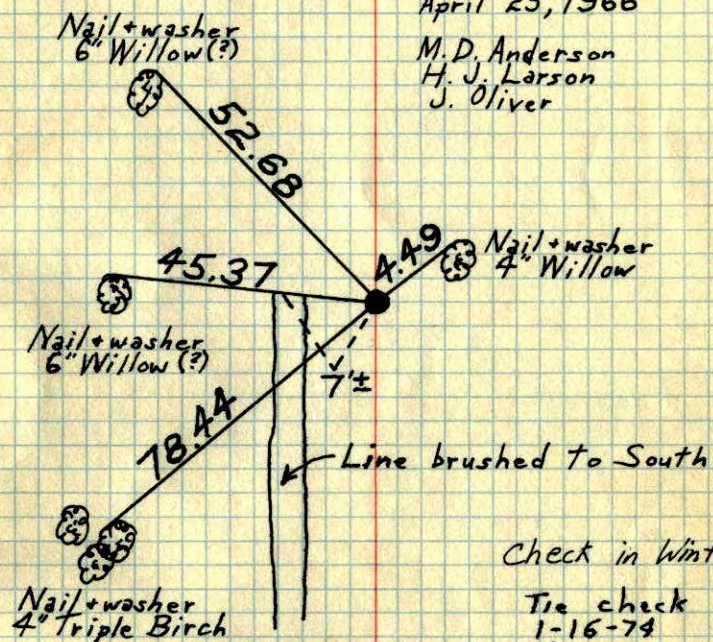 April 25, 1966
M.D. Anderson
H. J. Larson
J. Oliver
Nail + washer
6" Willow (?)
52.68
4.49
Nail + washer
4" Willow
45.37
Nail + washer
6" Willow (?)
7'±
78.44
Line brushed to South
Check in
Tie check
1-16-74
Nail + washer
4" Triple Birch